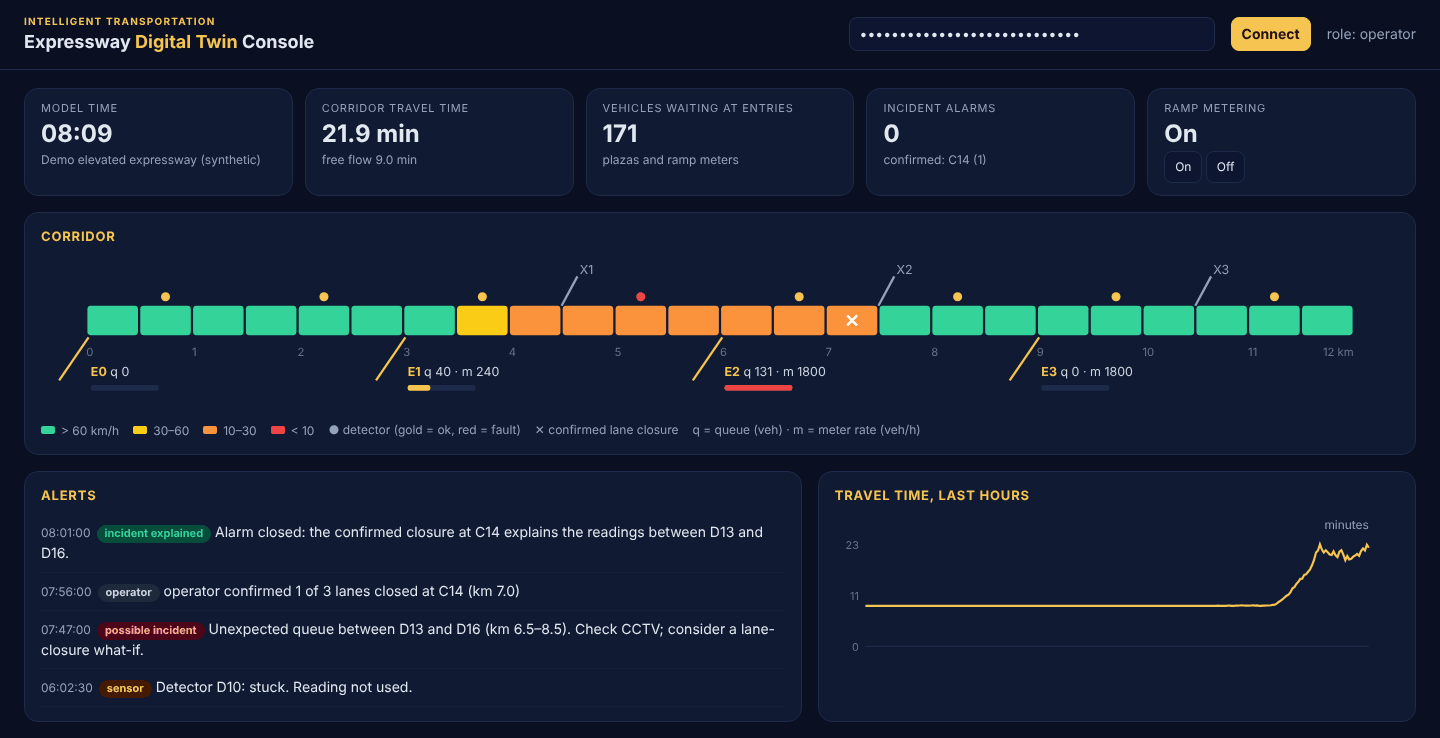 INTELLIGENT TRANSPORTATION
Expressway Digital Twin Console
•••••••••••••••••••••••••••• Connect role: operator
MODEL TIME
08:09
Demo elevated expressway (synthetic)
CORRIDOR TRAVEL TIME
21.9 min
free flow 9.0 min
VEHICLES WAITING AT ENTRIES
171
plazas and ramp meters
INCIDENT ALARMS
0
confirmed: C14 (1)
RAMP METERING
On
On Off
CORRIDOR
X1 X2 X3
✕
0 1 2 3 4 5 6 7 8 9 10 11 12 km
E0 q 0 E1 q 40 · m 240 E2 q 131 · m 1800 E3 q 0 · m 1800
> 60 km/h 30–60 10–30 < 10 detector (gold = ok, red = fault) ✕ confirmed lane closure q = queue (veh) · m = meter rate (veh/h)
ALERTS
08:01:00 incident explained Alarm closed: the confirmed closure at C14 explains the readings between D13 and
D16.
07:56:00 operator operator confirmed 1 of 3 lanes closed at C14 (km 7.0)
07:47:00 possible incident Unexpected queue between D13 and D16 (km 6.5–8.5). Check CCTV; consider a lane-
closure what-if.
06:02:30 sensor Detector D10: stuck. Reading not used.
TRAVEL TIME, LAST HOURS
minutes
23
11
0